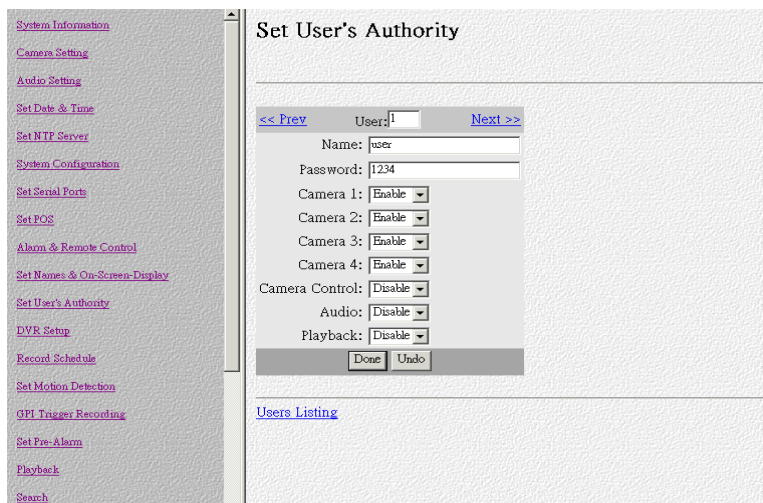 System Information
Camera Setting
Audio Setting
Set Date & Time
Set NTP Server
System Configuration
Set Serial Ports
Set POS
Alarm & Remote Control
Set Names & On-Screen-Display
Set User's Authority
DVR Setup
Record Schedule
Set Motion Detection
GPI Trigger Recording
Set Pre-Alarm
Playback
Search
Set User's Authority
<< Prev User: 1 Next >>
Name: user
Password: 1234
Camera 1: Enable
Camera 2: Enable
Camera 3: Enable
Camera 4: Enable
Camera Control: Disable
Audio: Disable
Playback: Disable
Done Undo
Users Listing